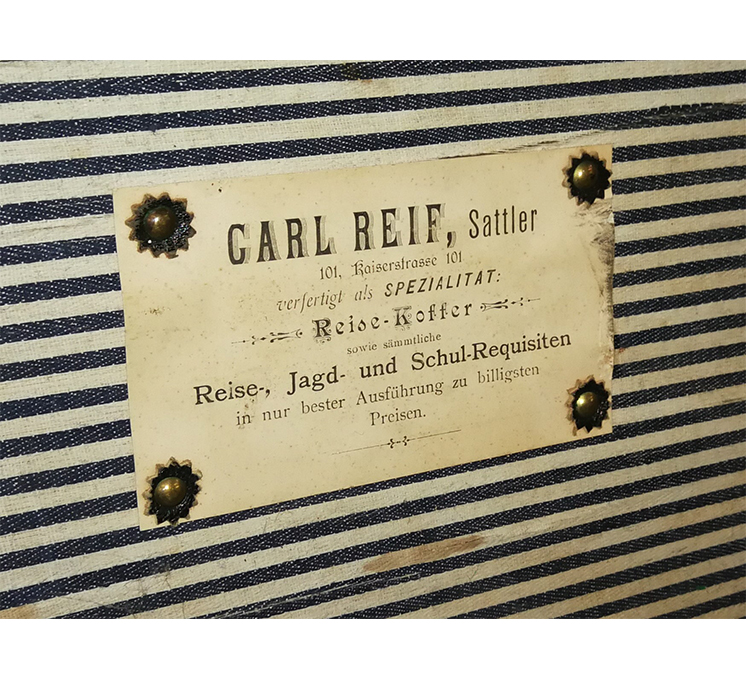 CARL REIF, Sattler
101, Kaiserstrasse 101
verfertigt als SPEZIALITÄT:
Reise-Koffer
sowie sämmtliche
Reise-, Jagd- und Schul-Requisiten
in nur bester Ausführung zu billigsten
Preisen.